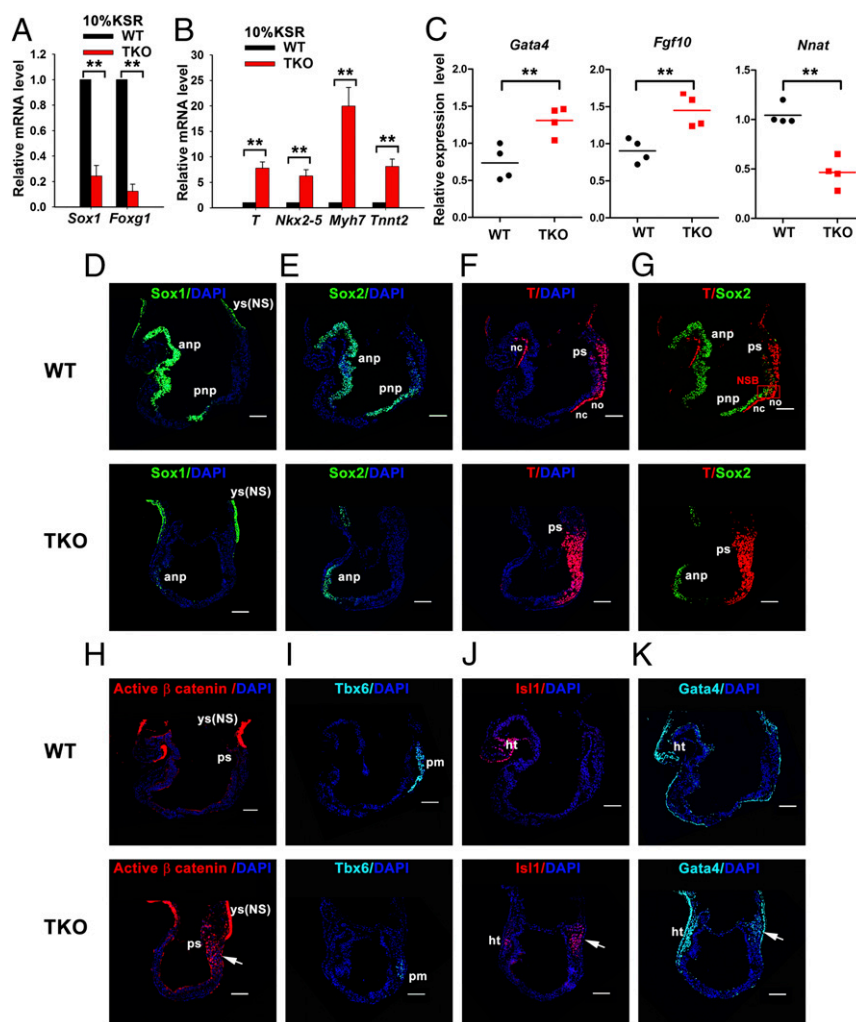 A
10%KSR
WT
TKO
Relative mRNA level
1.0
0.8
0.6
0.4
0.2
0.0
**
**
Sox1 Foxg1
B
10%KSR
WT
TKO
Relative mRNA level
30
25
20
15
10
5
0
**
**
**
**
T Nkx2-5 Myh7 Tnnt2
C
Relative expression level
Gata4
**
2.0
1.5
1.0
0.5
0.0
WT TKO
Fgf10
**
2.0
1.5
1.0
0.5
0.0
WT TKO
Nnat
**
1.5
1.0
0.5
0.0
WT TKO
D E F G
WT
Sox1/DAPI
ys(NS)
anp
pnp
Sox2/DAPI
anp
pnp
T/DAPI
nc
ps
no
nc
T/Sox2
anp
ps
NSB
pnp
no
nc
TKO
Sox1/DAPI
ys(NS)
anp
Sox2/DAPI
anp
T/DAPI
ps
T/Sox2
ps
anp
H I J K
WT
Active β catenin /DAPI
ys(NS)
ps
Tbx6/DAPI
pm
Isl1/DAPI
ht
Gata4/DAPI
ht
TKO
Active β catenin /DAPI
ys(NS)
ps
Tbx6/DAPI
pm
Isl1/DAPI
ht
Gata4/DAPI
ht